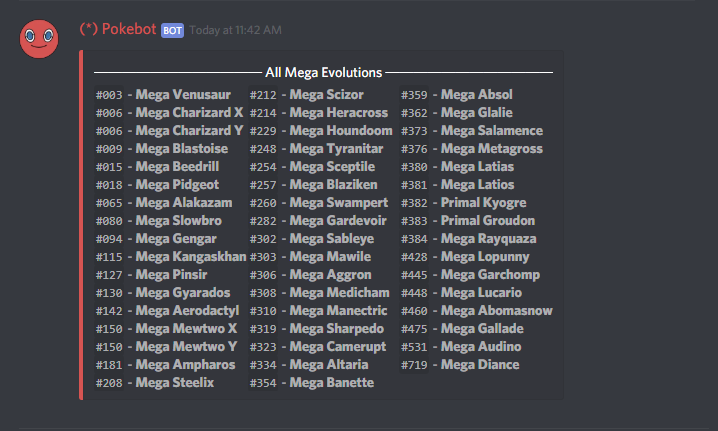 (*) Pokebot BOT Today at 11:42 AM
All Mega Evolutions
#003 - Mega Venusaur #212 - Mega Scizor #359 - Mega Absol
#006 - Mega Charizard X #214 - Mega Heracross #362 - Mega Glalie
#006 - Mega Charizard Y #229 - Mega Houndoom #373 - Mega Salamence
#009 - Mega Blastoise #248 - Mega Tyranitar #376 - Mega Metagross
#015 - Mega Beedrill #254 - Mega Sceptile #380 - Mega Latias
#018 - Mega Pidgeot #257 - Mega Blaziken #381 - Mega Latios
#065 - Mega Alakazam #260 - Mega Swampert #382 - Primal Kyogre
#080 - Mega Slowbro #282 - Mega Gardevoir #383 - Primal Groudon
#094 - Mega Gengar #302 - Mega Sableye #384 - Mega Rayquaza
#115 - Mega Kangaskhan #303 - Mega Mawile #428 - Mega Lopunny
#127 - Mega Pinsir #306 - Mega Aggron #445 - Mega Garchomp
#130 - Mega Gyarados #308 - Mega Medicham #448 - Mega Lucario
#142 - Mega Aerodactyl #310 - Mega Manectric #460 - Mega Abomasnow
#150 - Mega Mewtwo X #319 - Mega Sharpedo #475 - Mega Gallade
#150 - Mega Mewtwo Y #323 - Mega Camerupt #531 - Mega Audino
#181 - Mega Ampharos #334 - Mega Altaria #719 - Mega Diance
#208 - Mega Steelix #354 - Mega Banette